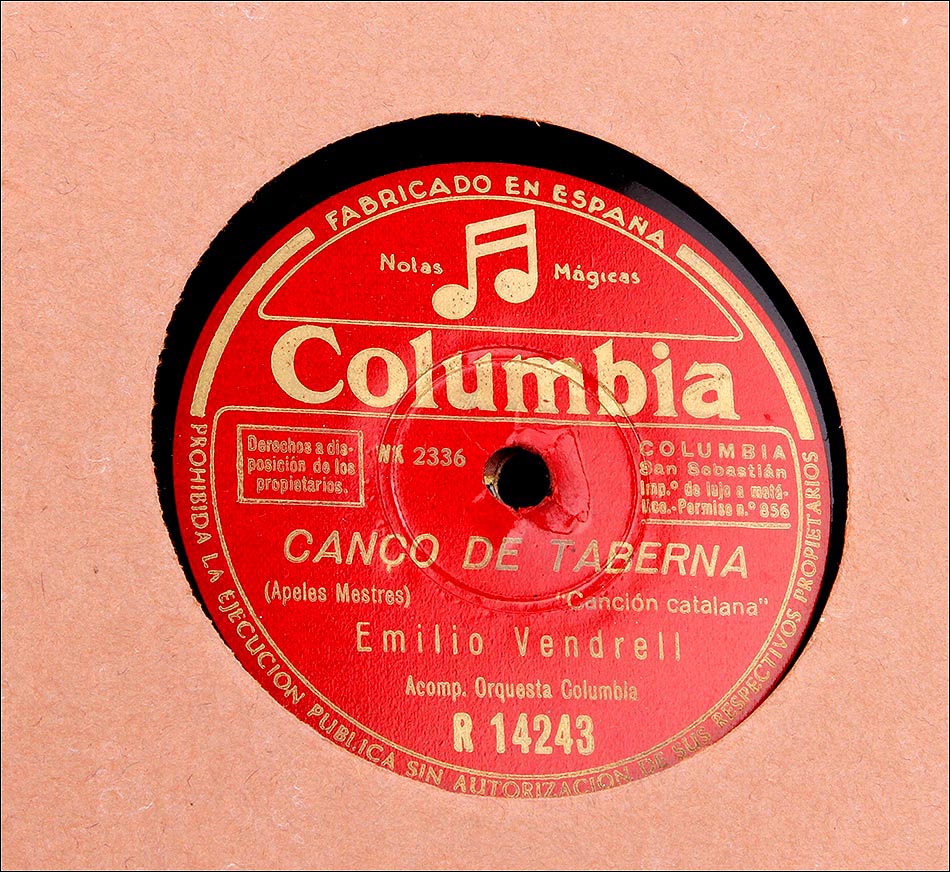 FABRICADO EN ESPAÑA
Notas Mágicas
Columbia
Derechos a dis-
posición de los
propietarios.
WK 2336
COLUMBIA
San Sebastián
Imp.º de lujo a metá-
lico.-Permiso n.º 856
CANÇO DE TABERNA
(Apeles Mestres)
"Canción catalana"
Emilio Vendrell
Acomp. Orquesta Columbia
R 14243
PROHIBIDA LA EJECUCION PUBLICA SIN AUTORIZACION DE SUS RESPECTIVOS PROPIETARIOS